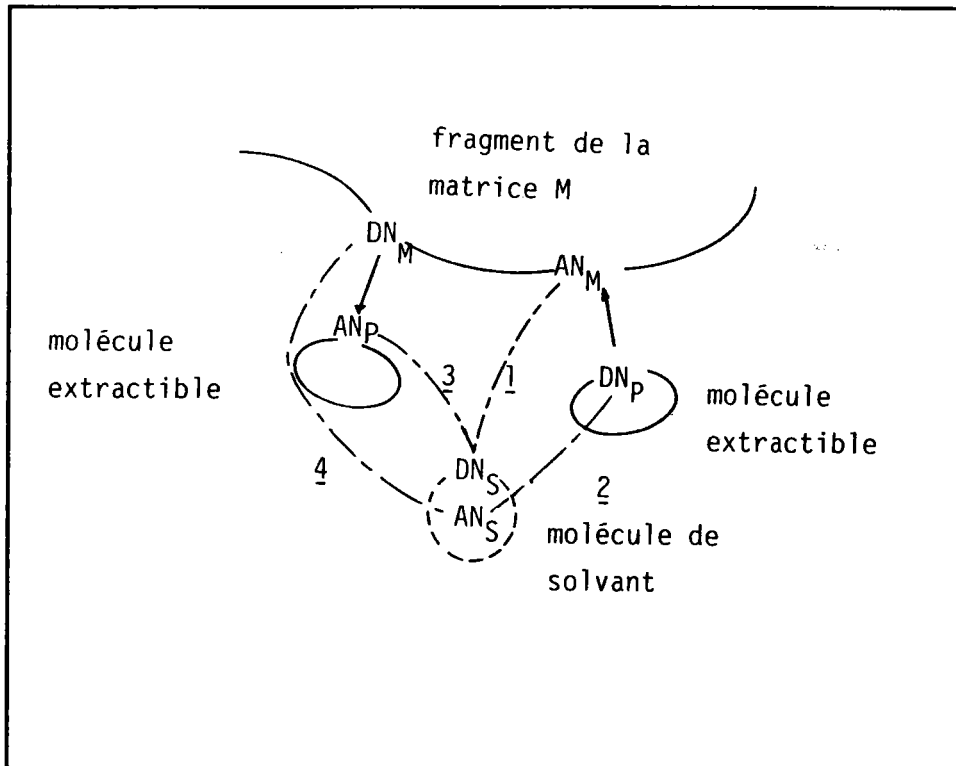 fragment de la
matrice M
DN_M
AN_M
AN_P
molécule
extractible
3
1
DN_P
molécule
extractible
4
DN_S
2
AN_S
molécule de
solvant